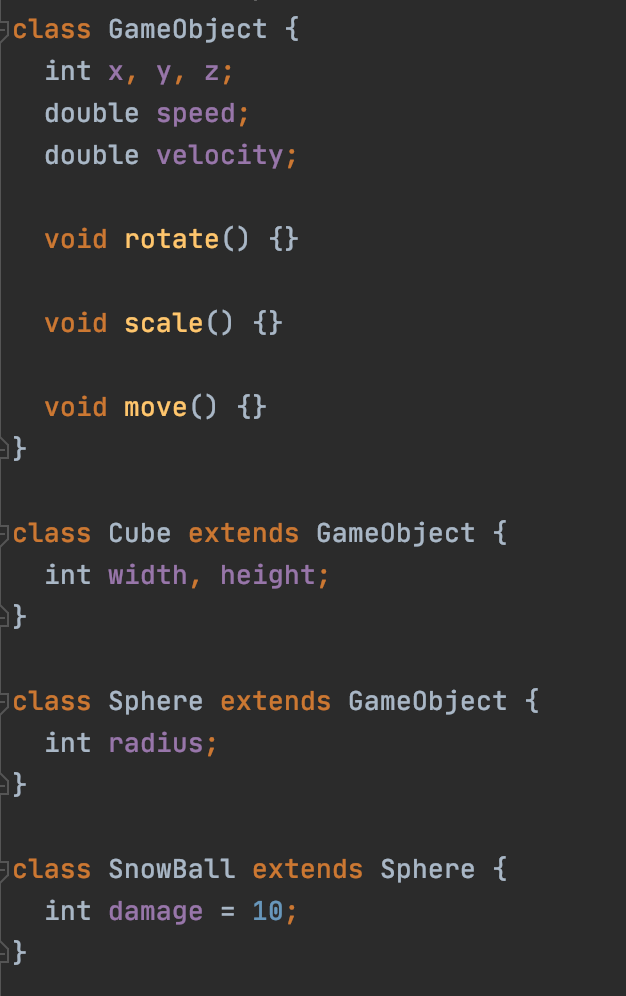 class GameObject {
  int x, y, z;
  double speed;
  double velocity;

  void rotate() {}

  void scale() {}

  void move() {}
}

class Cube extends GameObject {
  int width, height;
}

class Sphere extends GameObject {
  int radius;
}

class SnowBall extends Sphere {
  int damage = 10;
}